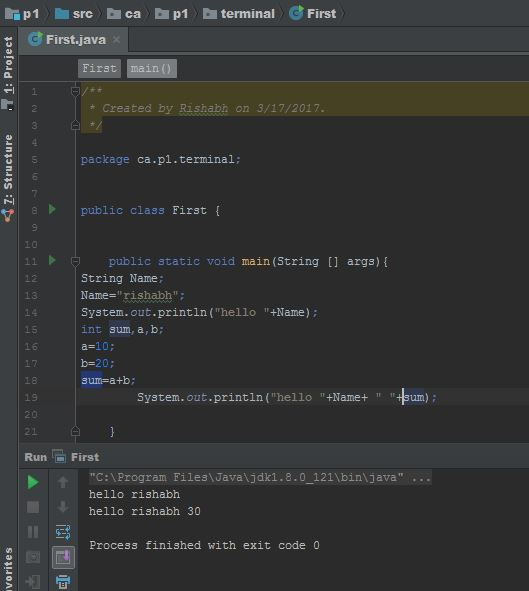 p1 src ca p1 terminal First
First.java
First main()
1: Project
7: Structure
1 /**
2 * Created by Rishabh on 3/17/2017.
3 */
4
5 package ca.p1.terminal;
6
7
8 public class First {
9
10
11 public static void main(String [] args){
12 String Name;
13 Name="rishabh";
14 System.out.println("hello "+Name);
15 int sum,a,b;
16 a=10;
17 b=20;
18 sum=a+b;
19 System.out.println("hello "+Name+ " "+sum);
20
21 }
Run First
"C:\Program Files\Java\jdk1.8.0_121\bin\java" ...
hello rishabh
hello rishabh 30
Process finished with exit code 0